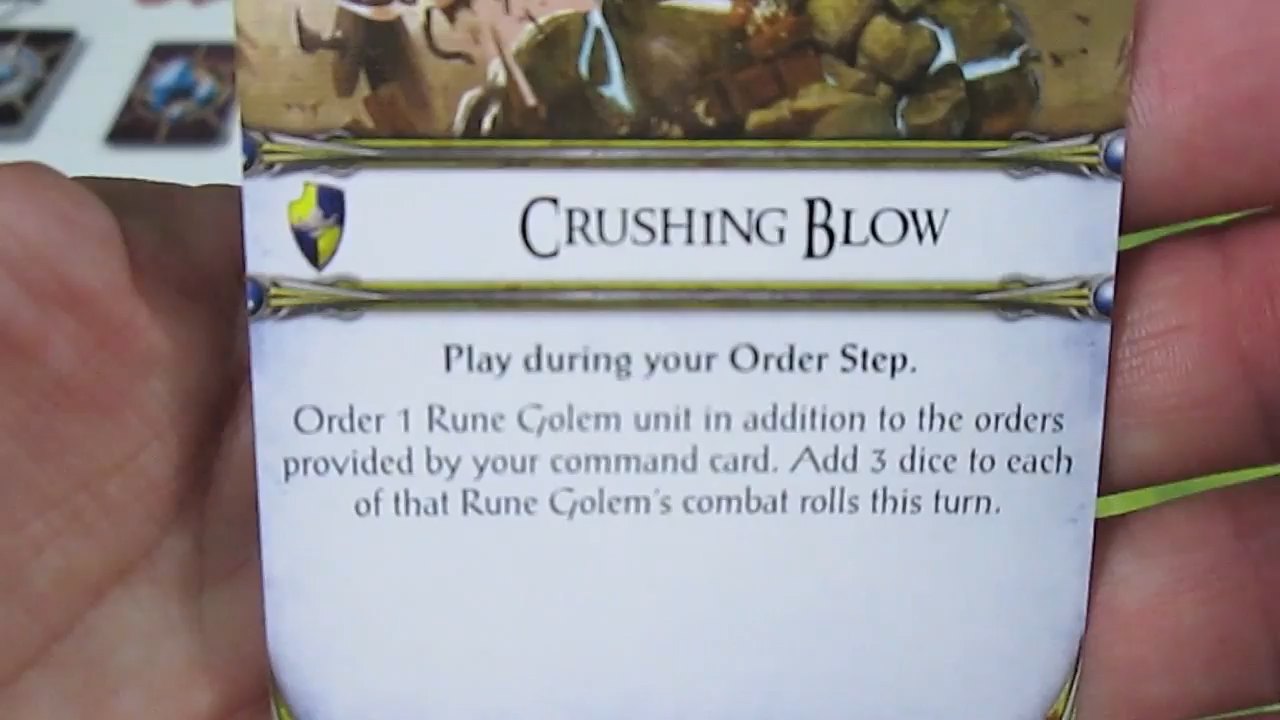 CRUSHING BLOW
Play during your Order Step.
Order 1 Rune Golem unit in addition to the orders
provided by your command card. Add 3 dice to each
of that Rune Golem's combat rolls this turn.